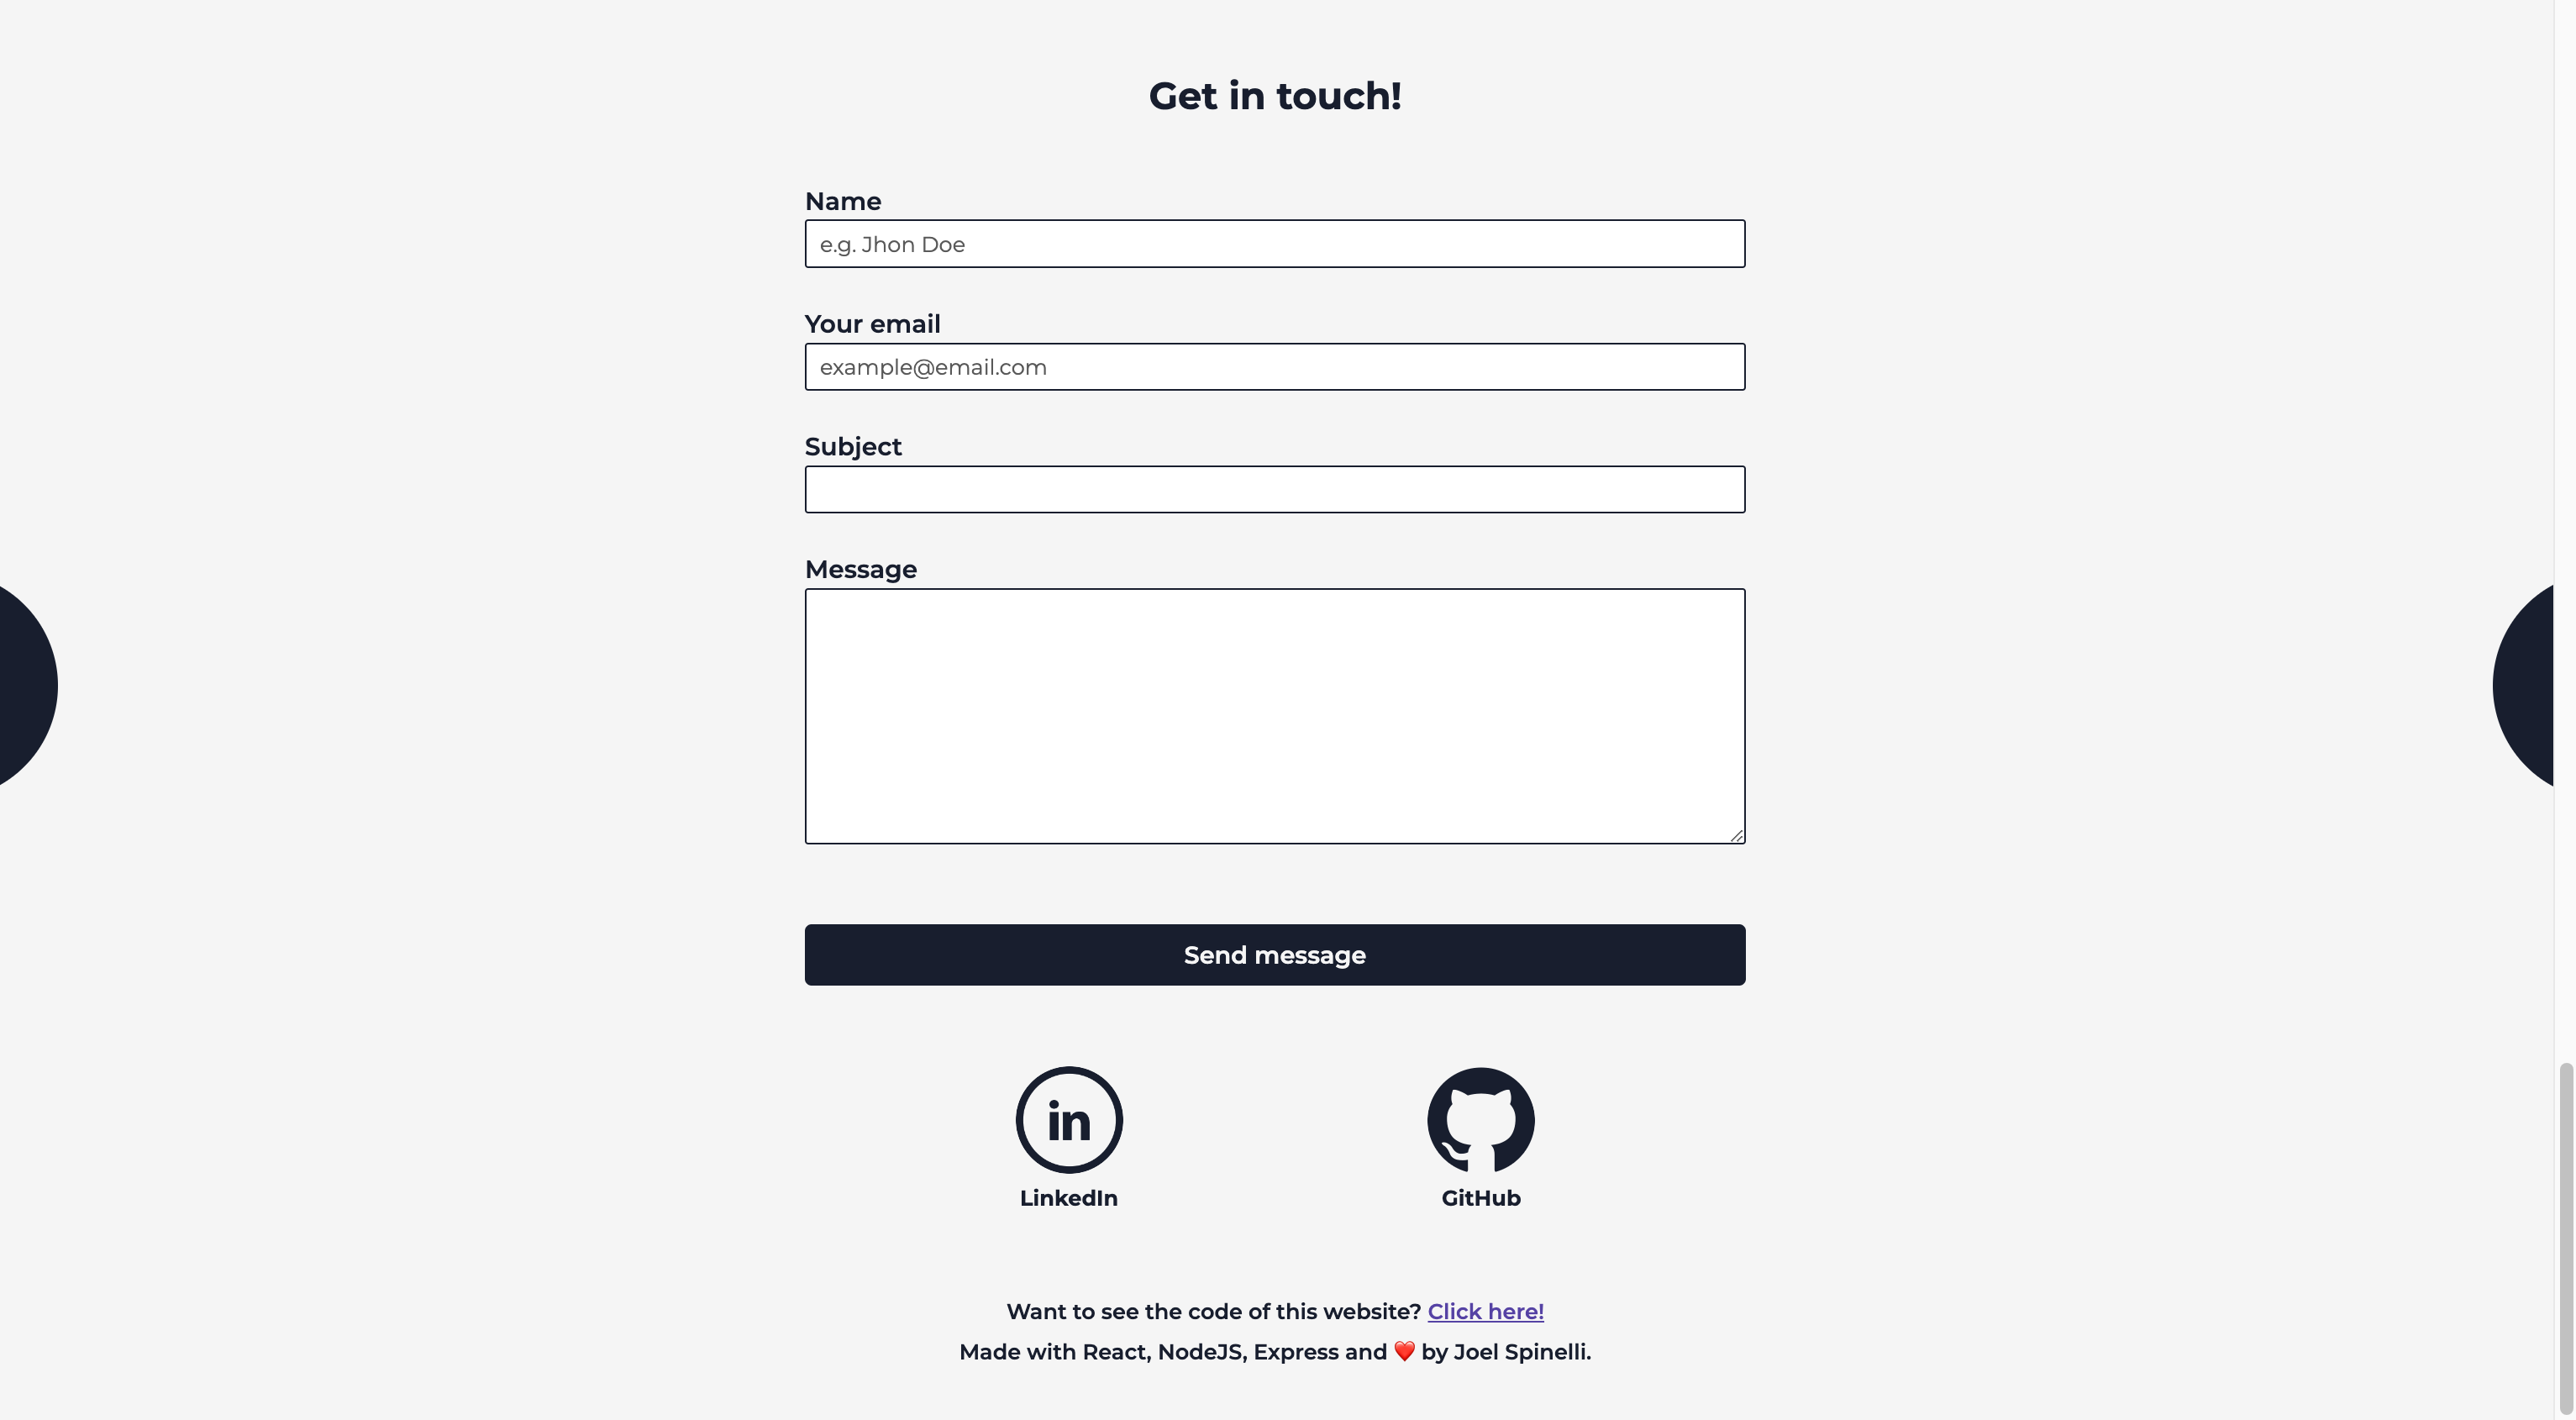 Get in touch!
Name
e.g. Jhon Doe
Your email
example@email.com
Subject
Message
Send message
in
LinkedIn GitHub
Want to see the code of this website? Click here!
Made with React, NodeJS, Express and ❤️ by Joel Spinelli.